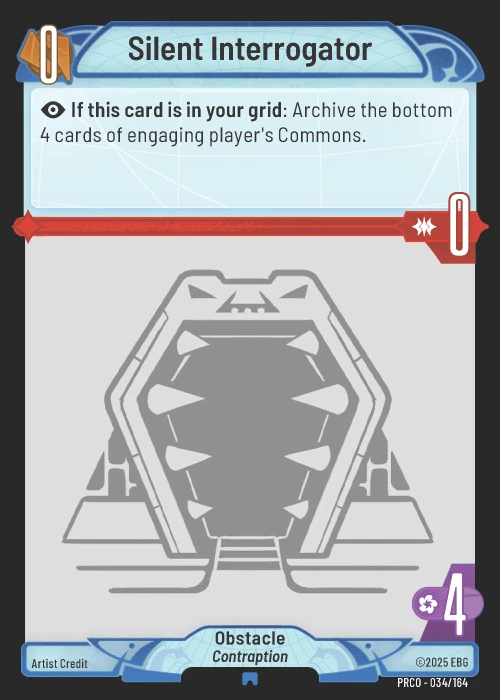 0
Silent Interrogator
If this card is in your grid: Archive the bottom
4 cards of engaging player's Commons.
0
4
Obstacle
Contraption
Artist Credit
©2025 EBG
PRCO - 034/164